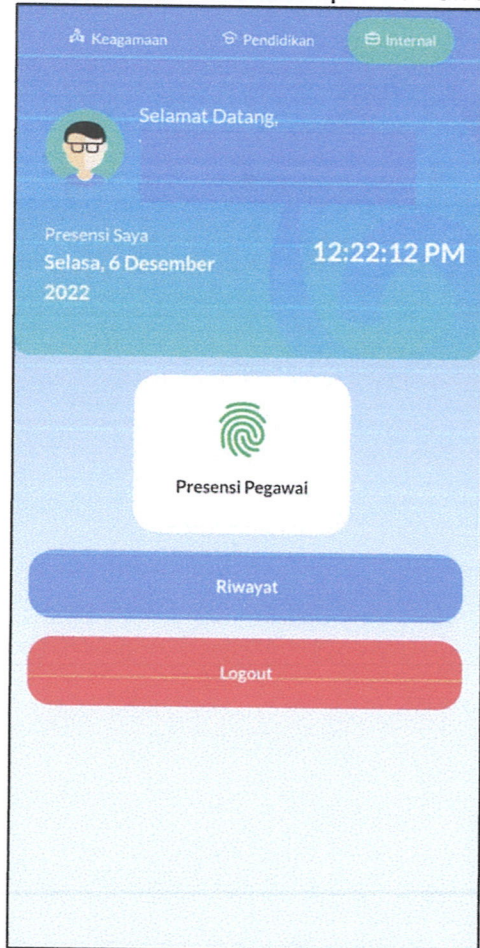 Keagamaan
Pendidikan
Internal
Selamat Datang,
Presensi Saya
Selasa, 6 Desember
2022
12:22:12 PM
Presensi Pegawai
Riwayat
Logout